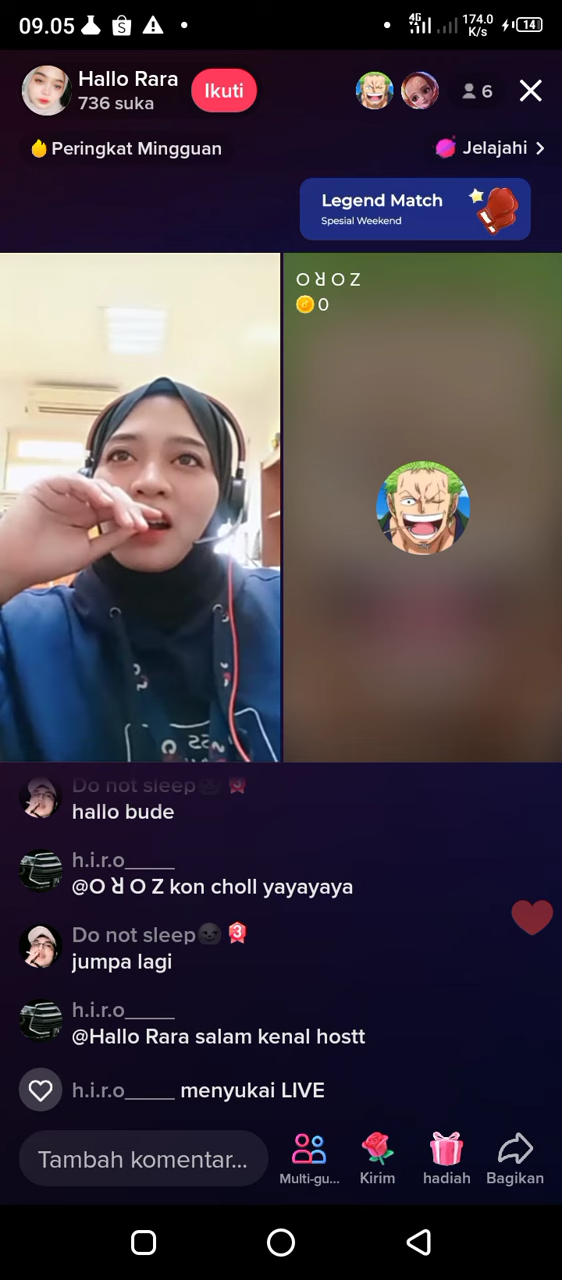 09.05
4G
174.0
K/s
14
Hallo Rara
736 suka
Ikuti
6
Peringkat Mingguan
Jelajahi >
Legend Match
Spesial Weekend
O ꓤ O Z
0
Do not sleep 3
hallo bude
h.i.r.o_____
@O ꓤ O Z kon choll yayayaya
Do not sleep 3
jumpa lagi
h.i.r.o_____
@Hallo Rara salam kenal hostt
h.i.r.o_____ menyukai LIVE
Tambah komentar...
Multi-gu...
Kirim
hadiah
Bagikan